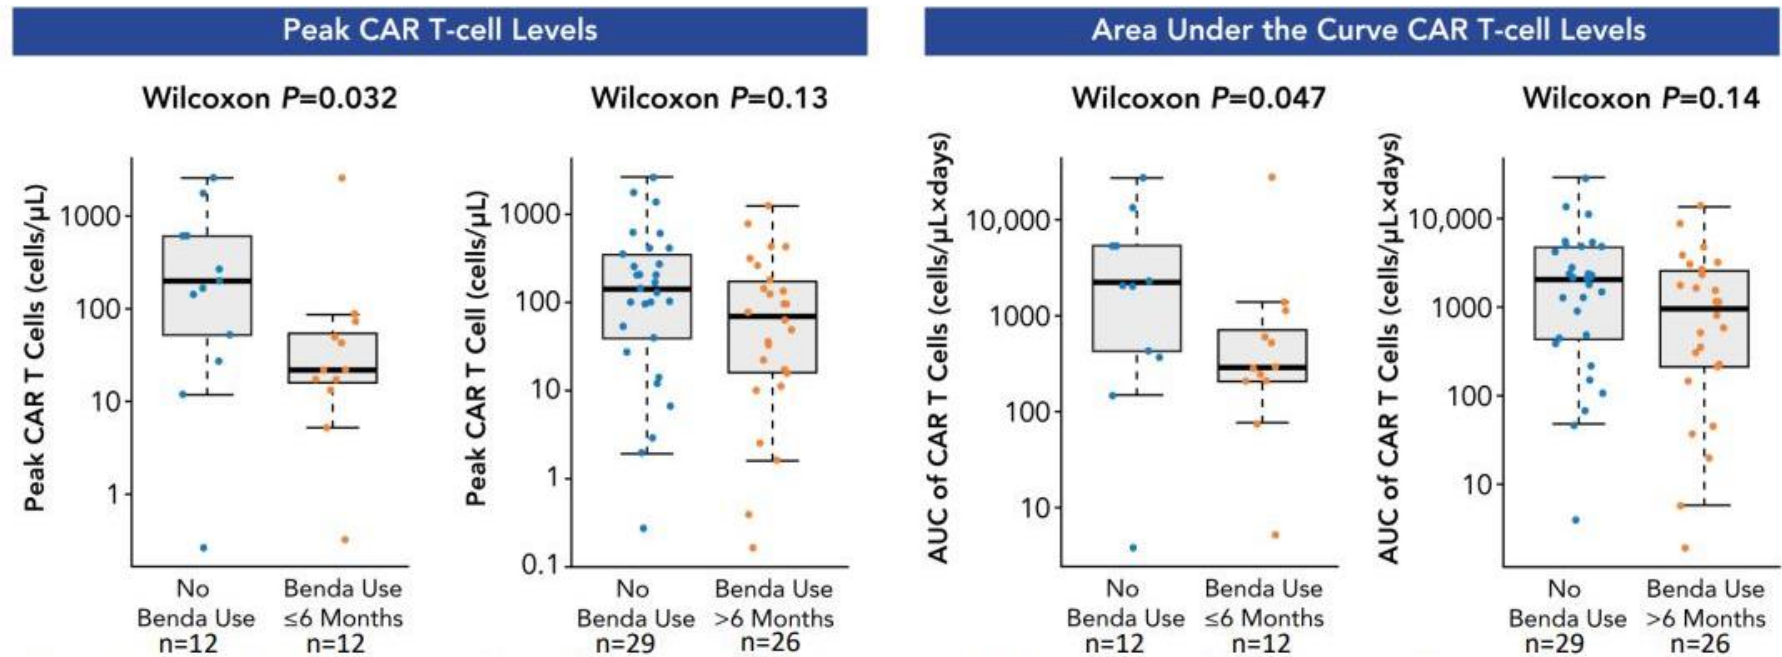 Peak CAR T-cell Levels
Area Under the Curve CAR T-cell Levels
Wilcoxon P=0.032
Peak CAR T Cells (cells/µL)
1000
100
10
1
No
Benda Use
n=12
Benda Use
≤6 Months
n=12
Wilcoxon P=0.13
Peak CAR T Cell (cells/µL)
1000
100
10
1
0.1
No
Benda Use
n=29
Benda Use
>6 Months
n=26
Wilcoxon P=0.047
AUC of CAR T Cells (cells/µL×days)
10,000
1000
100
10
No
Benda Use
n=12
Benda Use
≤6 Months
n=12
Wilcoxon P=0.14
AUC of CAR T Cells (cells/µL×days)
10,000
1000
100
10
No
Benda Use
n=29
Benda Use
>6 Months
n=26